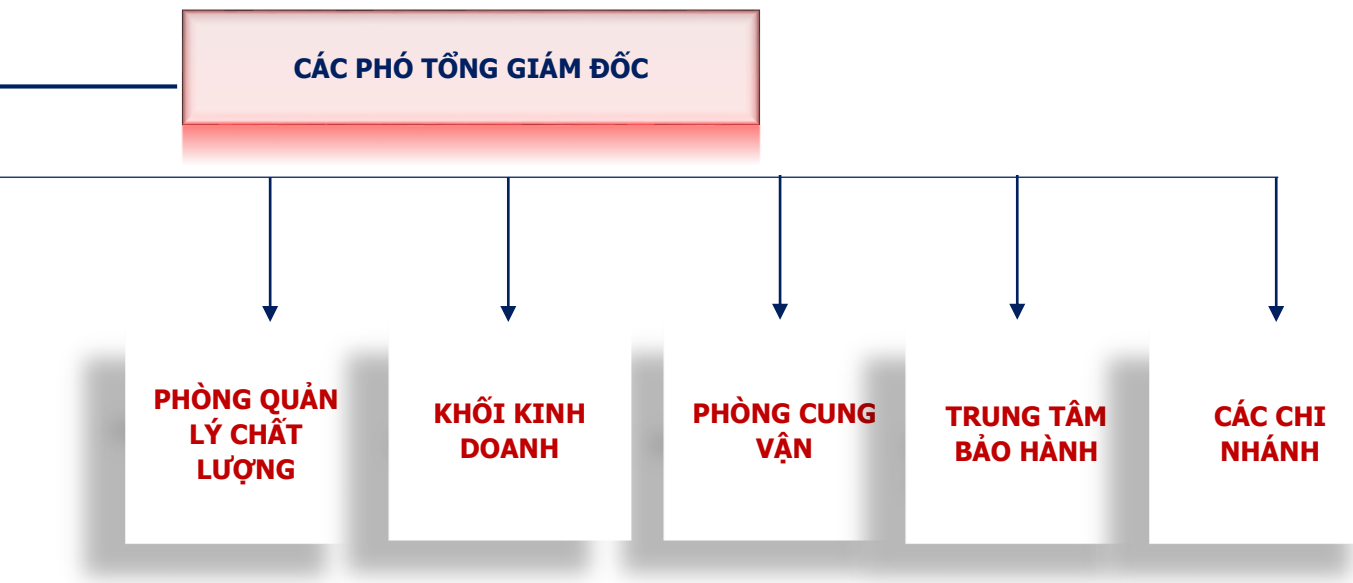 CÁC PHÓ TỔNG GIÁM ĐỐC
PHÒNG QUẢN
LÝ CHẤT
LƯỢNG
KHỐI KINH
DOANH
PHÒNG CUNG
VẬN
TRUNG TÂM
BẢO HÀNH
CÁC CHI
NHÁNH